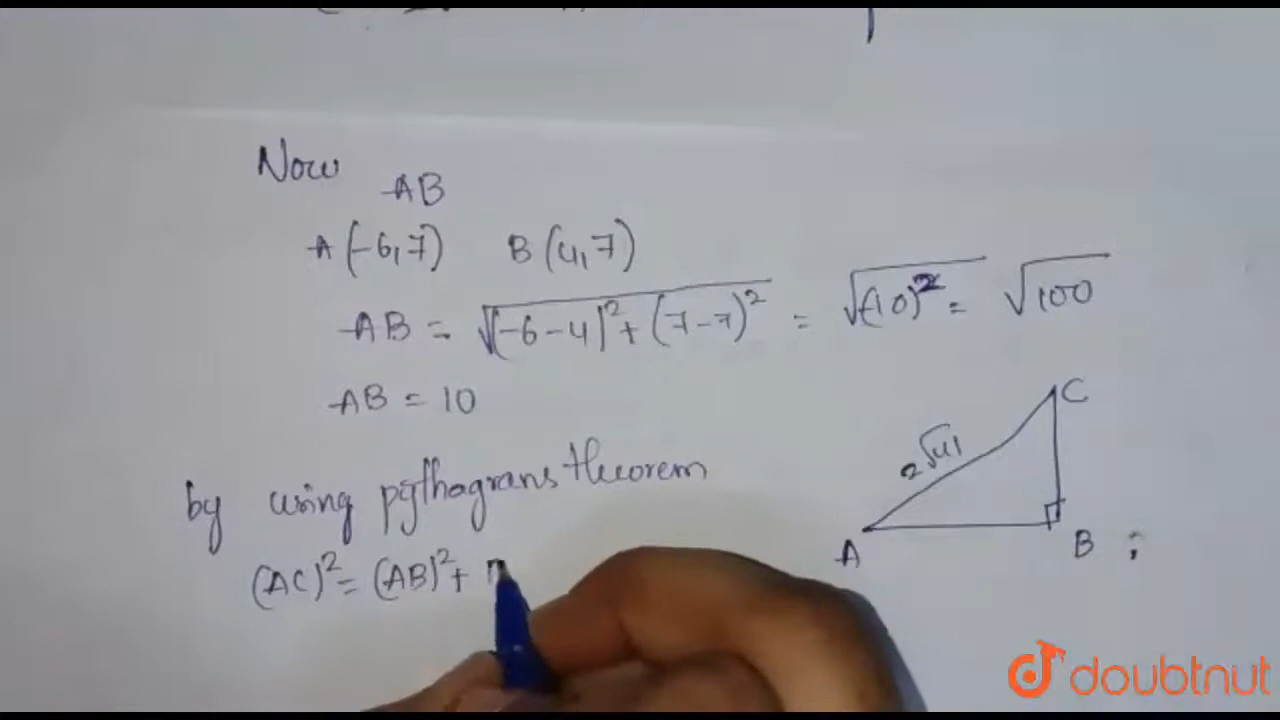 Now
AB
A (-6, 7) B (4, 7)
AB = √(-6-4)² + (7-7)² = √(-10)² = √100
AB = 10
by using pythagrans theorem
(AC)² = (AB)² +
C
2√41
A
B
doubtnut